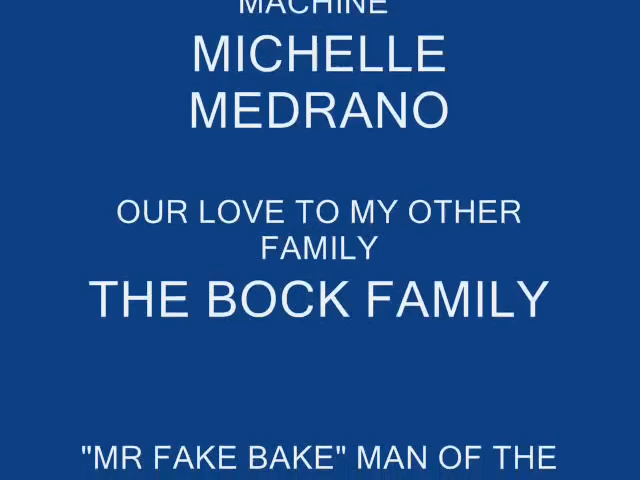 MACHINE
MICHELLE
MEDRANO
OUR LOVE TO MY OTHER
FAMILY
THE BOCK FAMILY
"MR FAKE BAKE" MAN OF THE